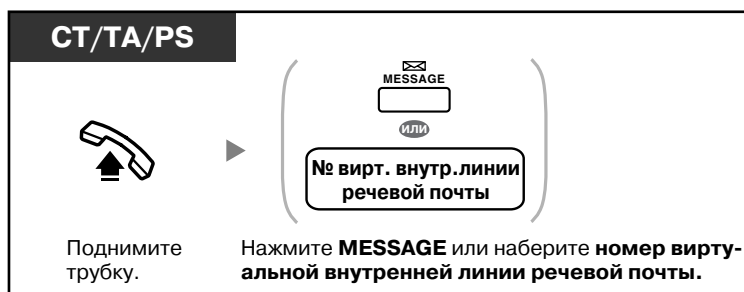 CT/TA/PS
MESSAGE
или
№ вирт. внутр.линии
речевой почты
Поднимите
трубку.
Нажмите MESSAGE или наберите номер вирту-
альной внутренней линии речевой почты.